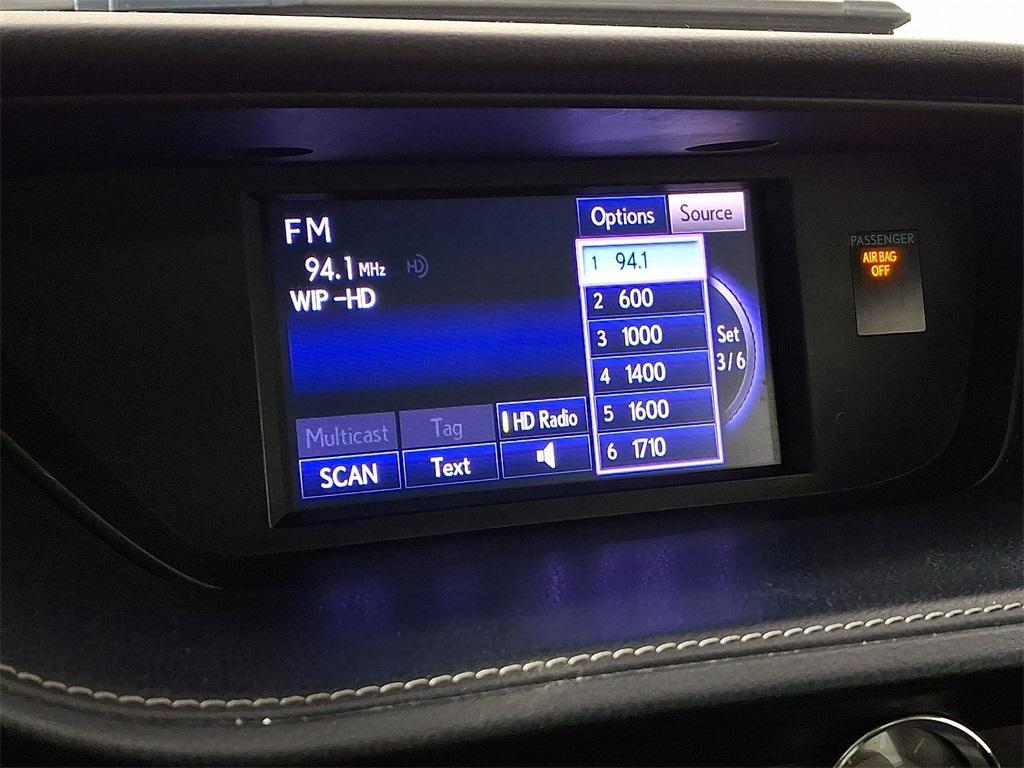 FM
94.1 MHz HD
WIP-HD
Options
Source
1 94.1
2 600
3 1000
4 1400
5 1600
6 1710
Set
3/6
Multicast
Tag
HD Radio
SCAN
Text
PASSENGER
AIR BAG
OFF